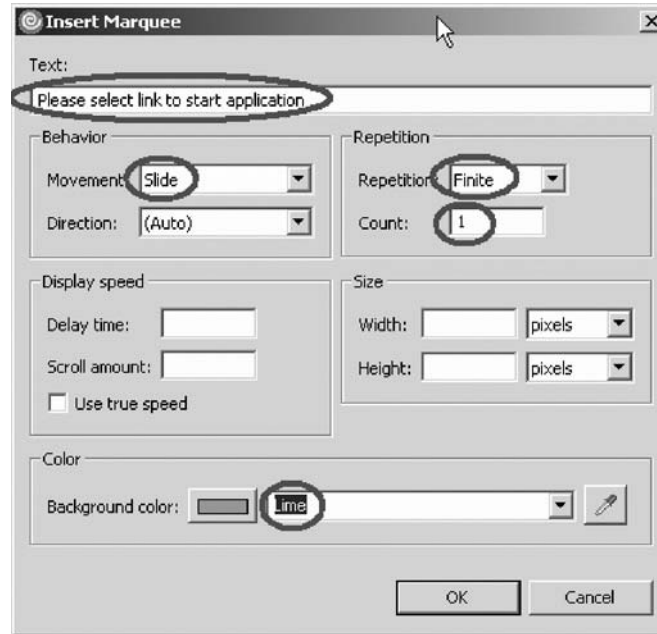 Insert Marquee
Text:
Please select link to start application
Behavior
Movement: Slide
Direction: (Auto)
Repetition
Repetition: Finite
Count: 1
Display speed
Delay time:
Scroll amount:
Use true speed
Size
Width: pixels
Height: pixels
Color
Background color: Lime
OK Cancel